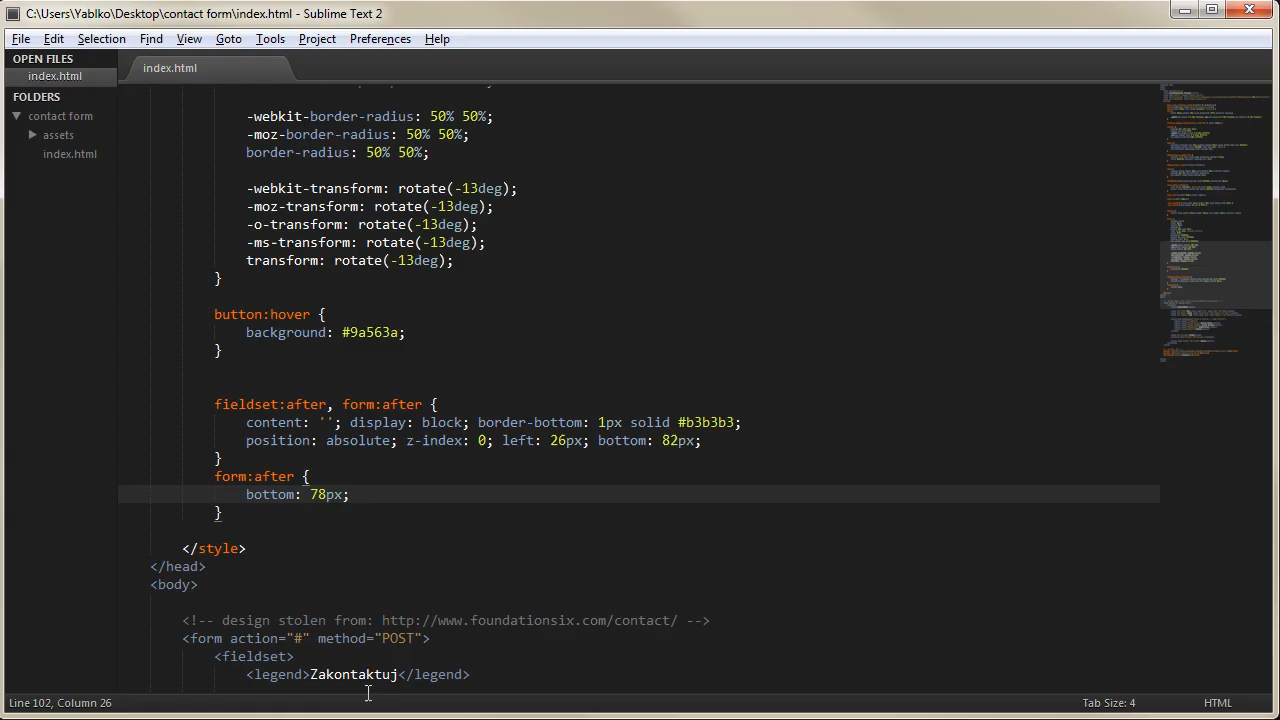 C:\Users\Yablko\Desktop\contact form\index.html - Sublime Text 2
File Edit Selection Find View Goto Tools Project Preferences Help
OPEN FILES
index.html
FOLDERS
contact form
assets
index.html
index.html
-webkit-border-radius: 50% 50%;
-moz-border-radius: 50% 50%;
border-radius: 50% 50%;
-webkit-transform: rotate(-13deg);
-moz-transform: rotate(-13deg);
-o-transform: rotate(-13deg);
-ms-transform: rotate(-13deg);
transform: rotate(-13deg);
}
button:hover {
background: #9a563a;
}
fieldset:after, form:after {
content: ''; display: block; border-bottom: 1px solid #b3b3b3;
position: absolute; z-index: 0; left: 26px; bottom: 82px;
}
form:after {
bottom: 78px;
}
</style>
</head>
<body>
<!-- design stolen from: http://www.foundationsix.com/contact/ -->
<form action="#" method="POST">
<fieldset>
<legend>Zakontaktuj</legend>
Line 102, Column 26
Tab Size: 4
HTML